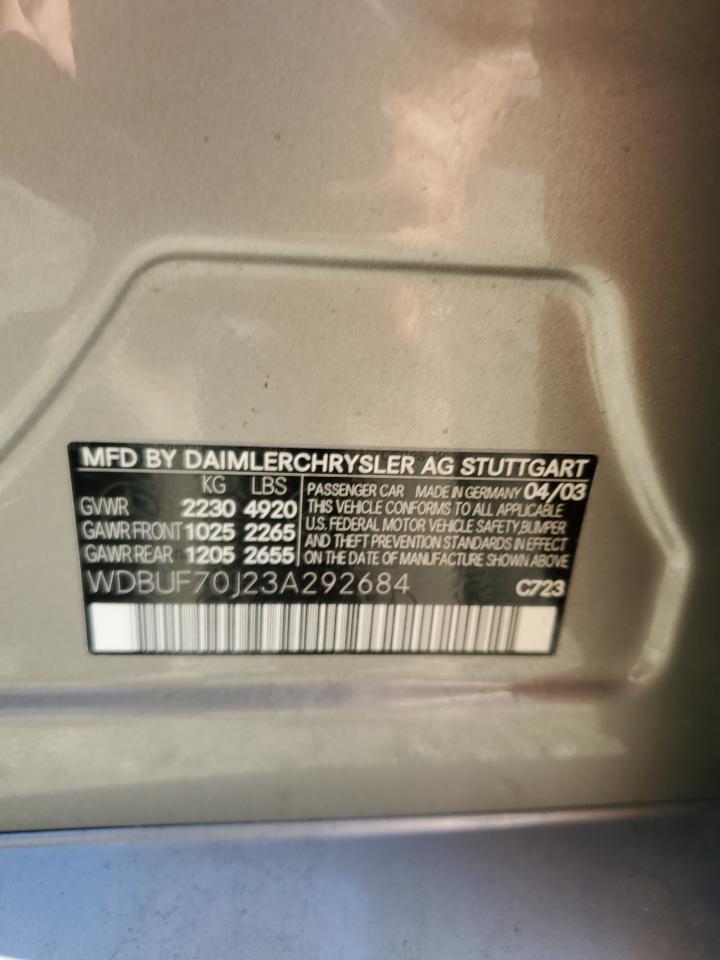 MFD BY DAIMLERCHRYSLER AG STUTTGART
KG LBS
GVWR 2230 4920
GAWR FRONT 1025 2265
GAWR REAR 1205 2655
PASSENGER CAR MADE IN GERMANY 04/03
THIS VEHICLE CONFORMS TO ALL APPLICABLE
U.S. FEDERAL MOTOR VEHICLE SAFETY, BUMPER
AND THEFT PREVENTION STANDARDS IN EFFECT
ON THE DATE OF MANUFACTURE SHOWN ABOVE
WDBUF70J23A292684 C723